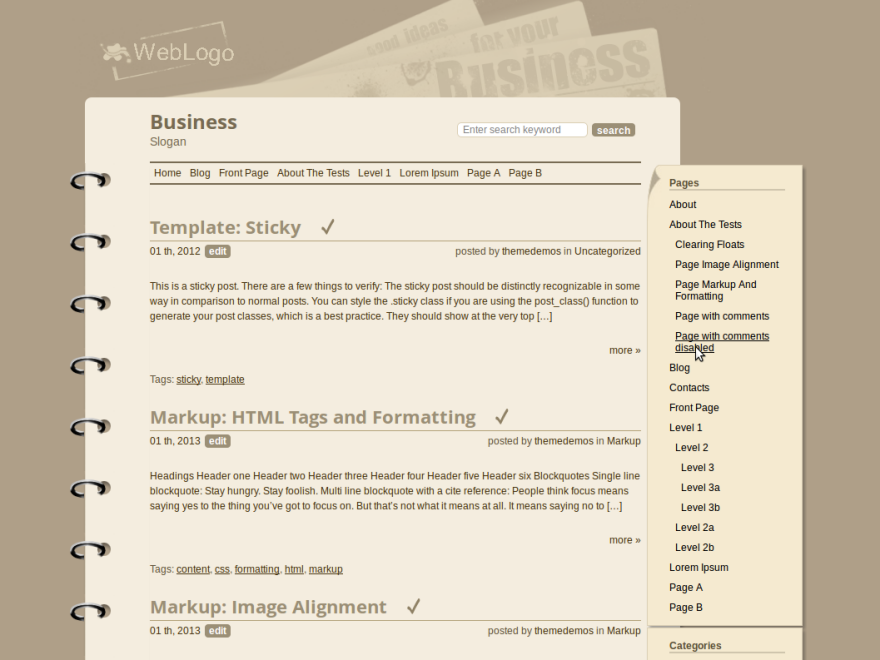 WebLogo
good ideas
for your
Business
Business
Slogan
Enter search keyword search
Home Blog Front Page About The Tests Level 1 Lorem Ipsum Page A Page B
Template: Sticky
01 th, 2012 edit posted by themedemos in Uncategorized
This is a sticky post. There are a few things to verify: The sticky post should be distinctly recognizable in some
way in comparison to normal posts. You can style the .sticky class if you are using the post_class() function to
generate your post classes, which is a best practice. They should show at the very top […]
more »
Tags: sticky, template
Markup: HTML Tags and Formatting
01 th, 2013 edit posted by themedemos in Markup
Headings Header one Header two Header three Header four Header five Header six Blockquotes Single line
blockquote: Stay hungry. Stay foolish. Multi line blockquote with a cite reference: People think focus means
saying yes to the thing you’ve got to focus on. But that’s not what it means at all. It means saying no to […]
more »
Tags: content, css, formatting, html, markup
Markup: Image Alignment
01 th, 2013 edit posted by themedemos in Markup
Pages
About
About The Tests
Clearing Floats
Page Image Alignment
Page Markup And
Formatting
Page with comments
Page with comments
disabled
Blog
Contacts
Front Page
Level 1
Level 2
Level 3
Level 3a
Level 3b
Level 2a
Level 2b
Lorem Ipsum
Page A
Page B
Categories